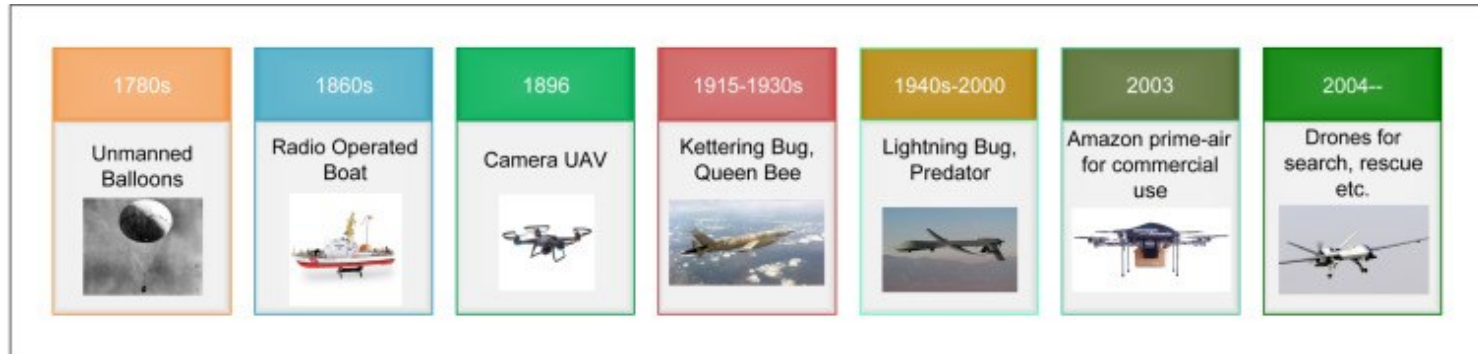 1780s
Unmanned
Balloons
1860s
Radio Operated
Boat
1896
Camera UAV
1915-1930s
Kettering Bug,
Queen Bee
1940s-2000
Lightning Bug,
Predator
2003
Amazon prime-air
for commercial
use
2004--
Drones for
search, rescue
etc.